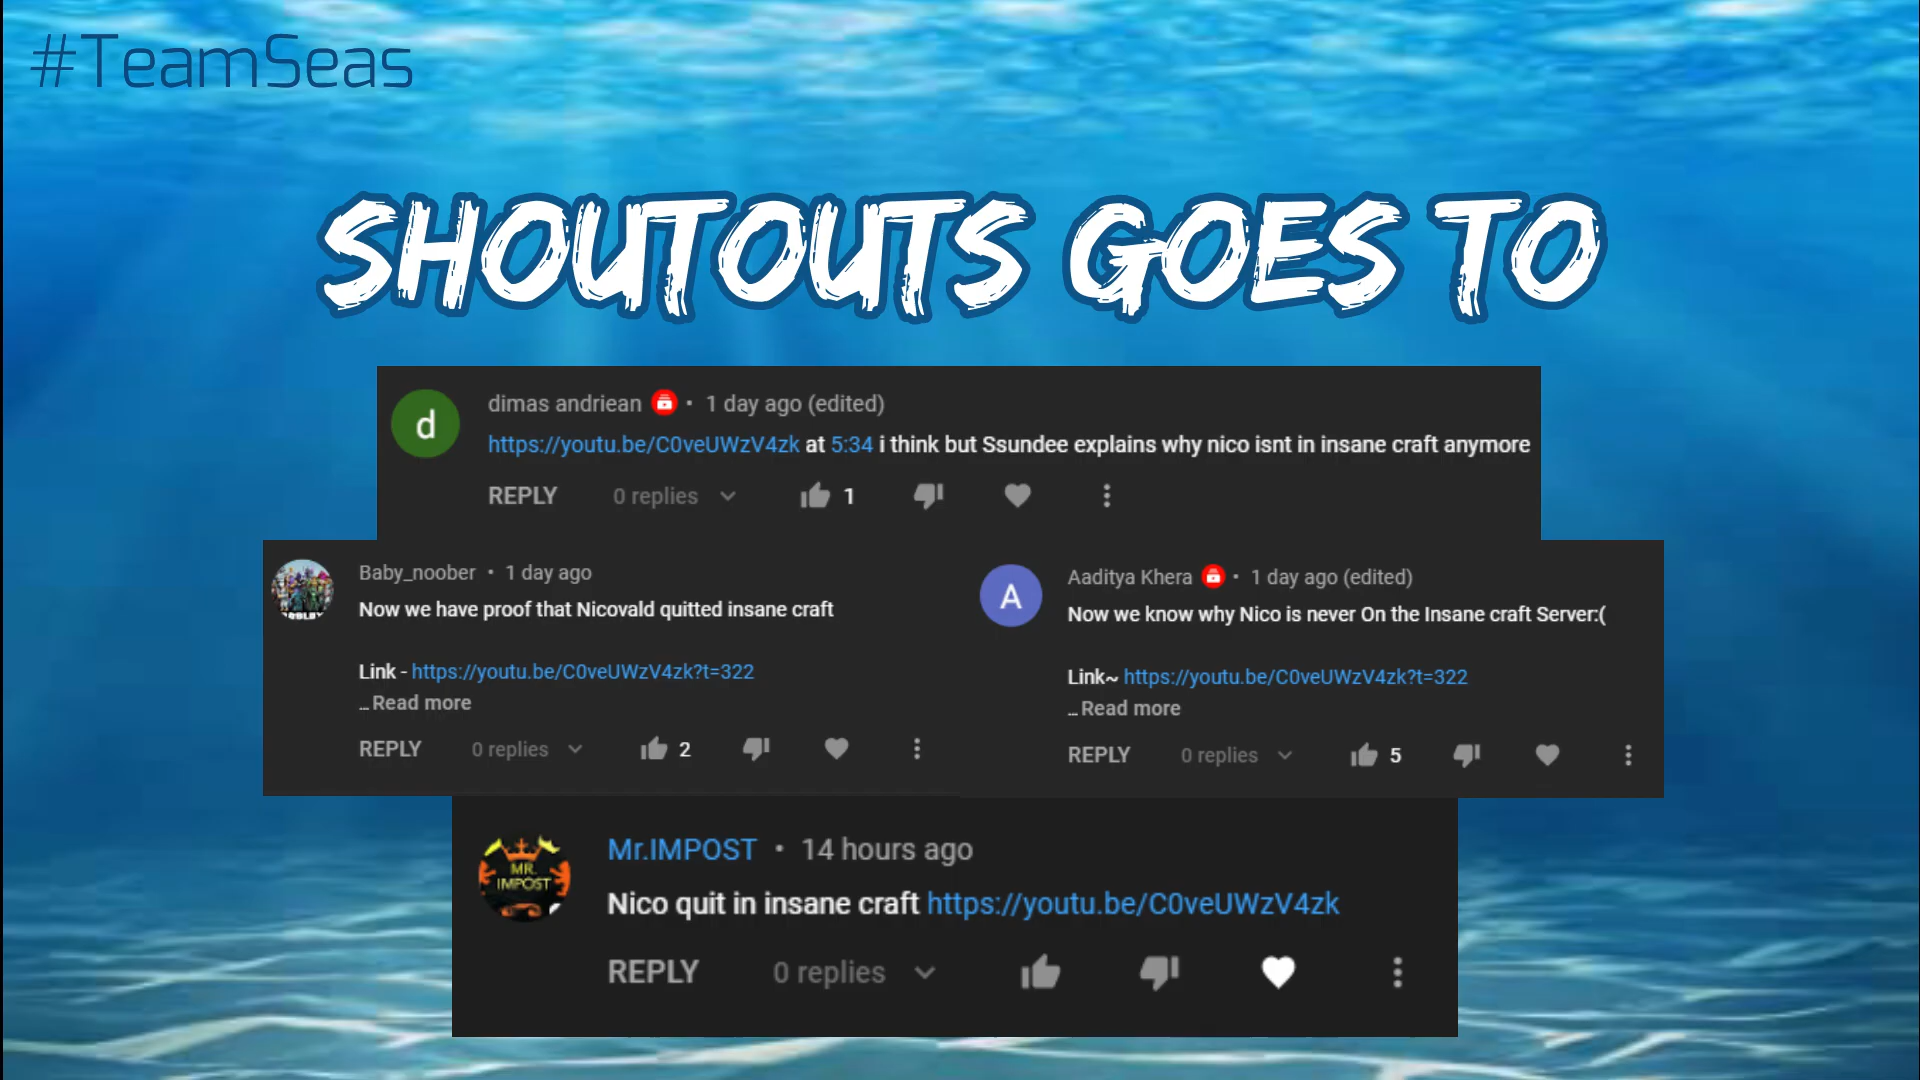 #TeamSeas
SHOUTOUTS GOES TO
d
dimas andriean • 1 day ago (edited)
https://youtu.be/C0veUWzV4zk at 5:34 i think but Ssundee explains why nico isnt in insane craft anymore
REPLY 0 replies 1
Baby_noober • 1 day ago
Now we have proof that Nicovald quitted insane craft
Link - https://youtu.be/C0veUWzV4zk?t=322
...Read more
REPLY 0 replies 2
A
Aaditya Khera • 1 day ago (edited)
Now we know why Nico is never On the Insane craft Server:(
Link~ https://youtu.be/C0veUWzV4zk?t=322
...Read more
REPLY 0 replies 5
MR.
IMPOST
Mr.IMPOST • 14 hours ago
Nico quit in insane craft https://youtu.be/C0veUWzV4zk
REPLY 0 replies